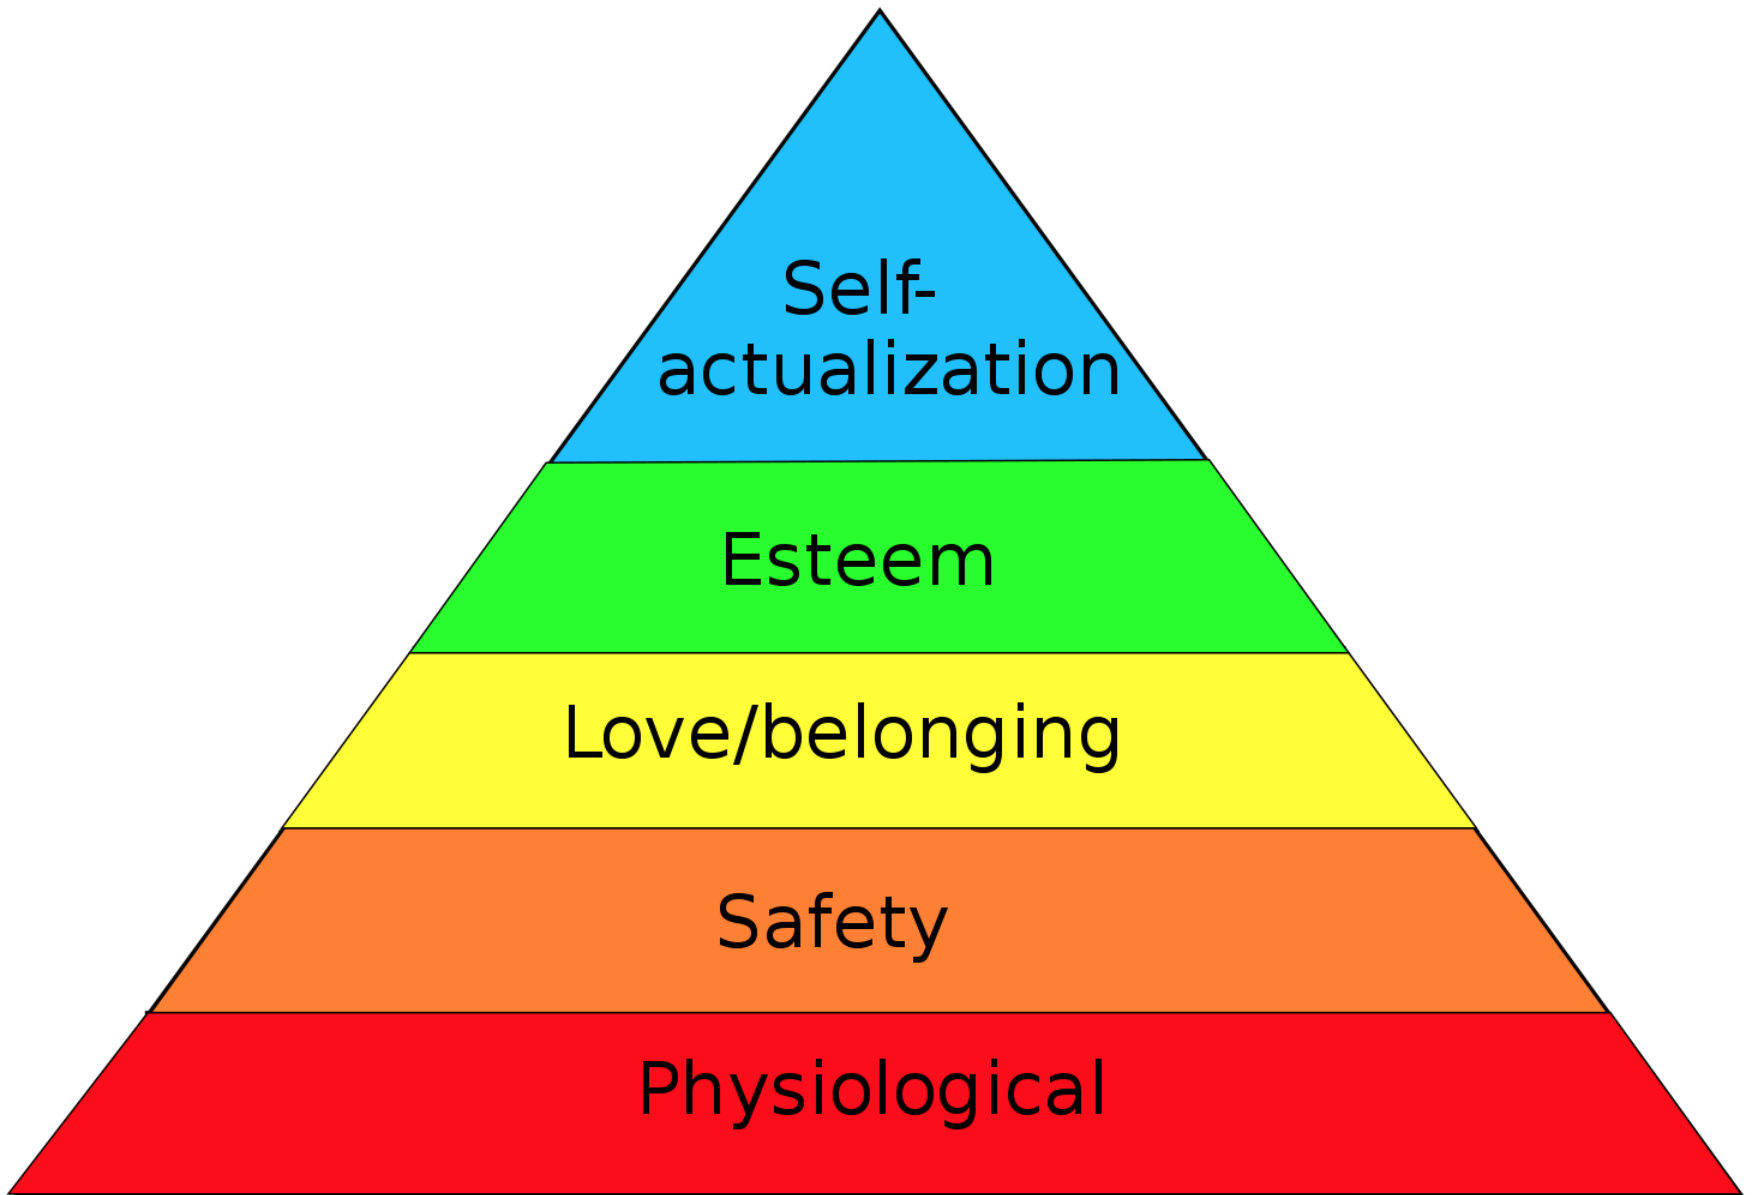 Self-
actualization
Esteem
Love/belonging
Safety
Physiological